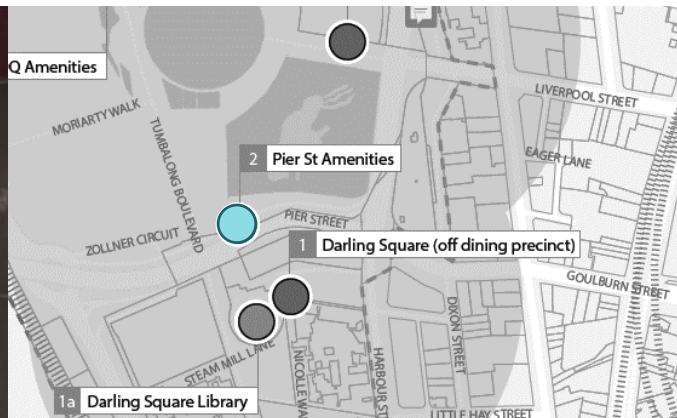 Q Amenities
LIVERPOOL STREET
MORIARTY WALK
TUMBALONG BOULEVARD
EAGER LANE
2 Pier St Amenities
PIER STREET
ZOLLNER CIRCUIT
1 Darling Square (off dining precinct)
GOULBURN STREET
DIXON STREET
STEAM MILL LANE
NICOLLE WA
HARBOUR ST
1a Darling Square Library
LITTLE HAY STREET